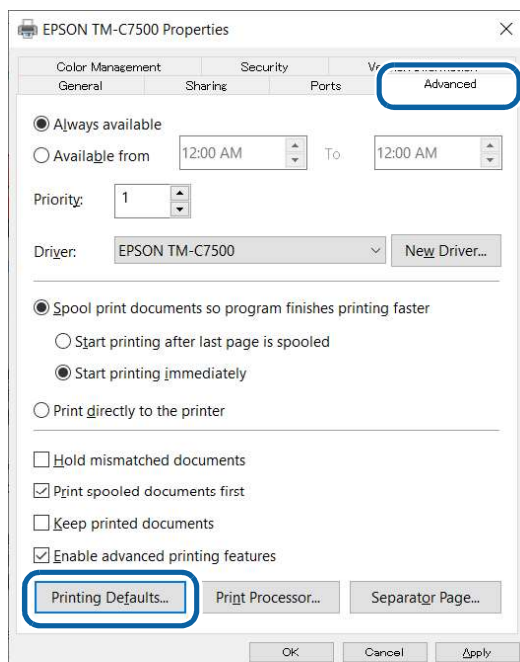 EPSON TM-C7500 Properties
Color Management Security
General Sharing Ports Advanced
Always available
Available from 12:00 AM To 12:00 AM
Priority: 1
Driver: EPSON TM-C7500 New Driver...
Spool print documents so program finishes printing faster
Start printing after last page is spooled
Start printing immediately
Print directly to the printer
Hold mismatched documents
Print spooled documents first
Keep printed documents
Enable advanced printing features
Printing Defaults... Print Processor... Separator Page...
OK Cancel Apply